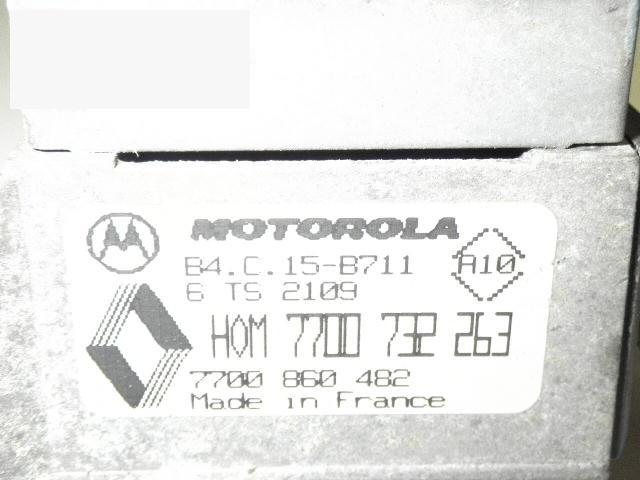 MOTOROLA
B4.C.15-B711
A10
6 TS 2109
HOM 7700 732 263
7700 860 482
Made in France